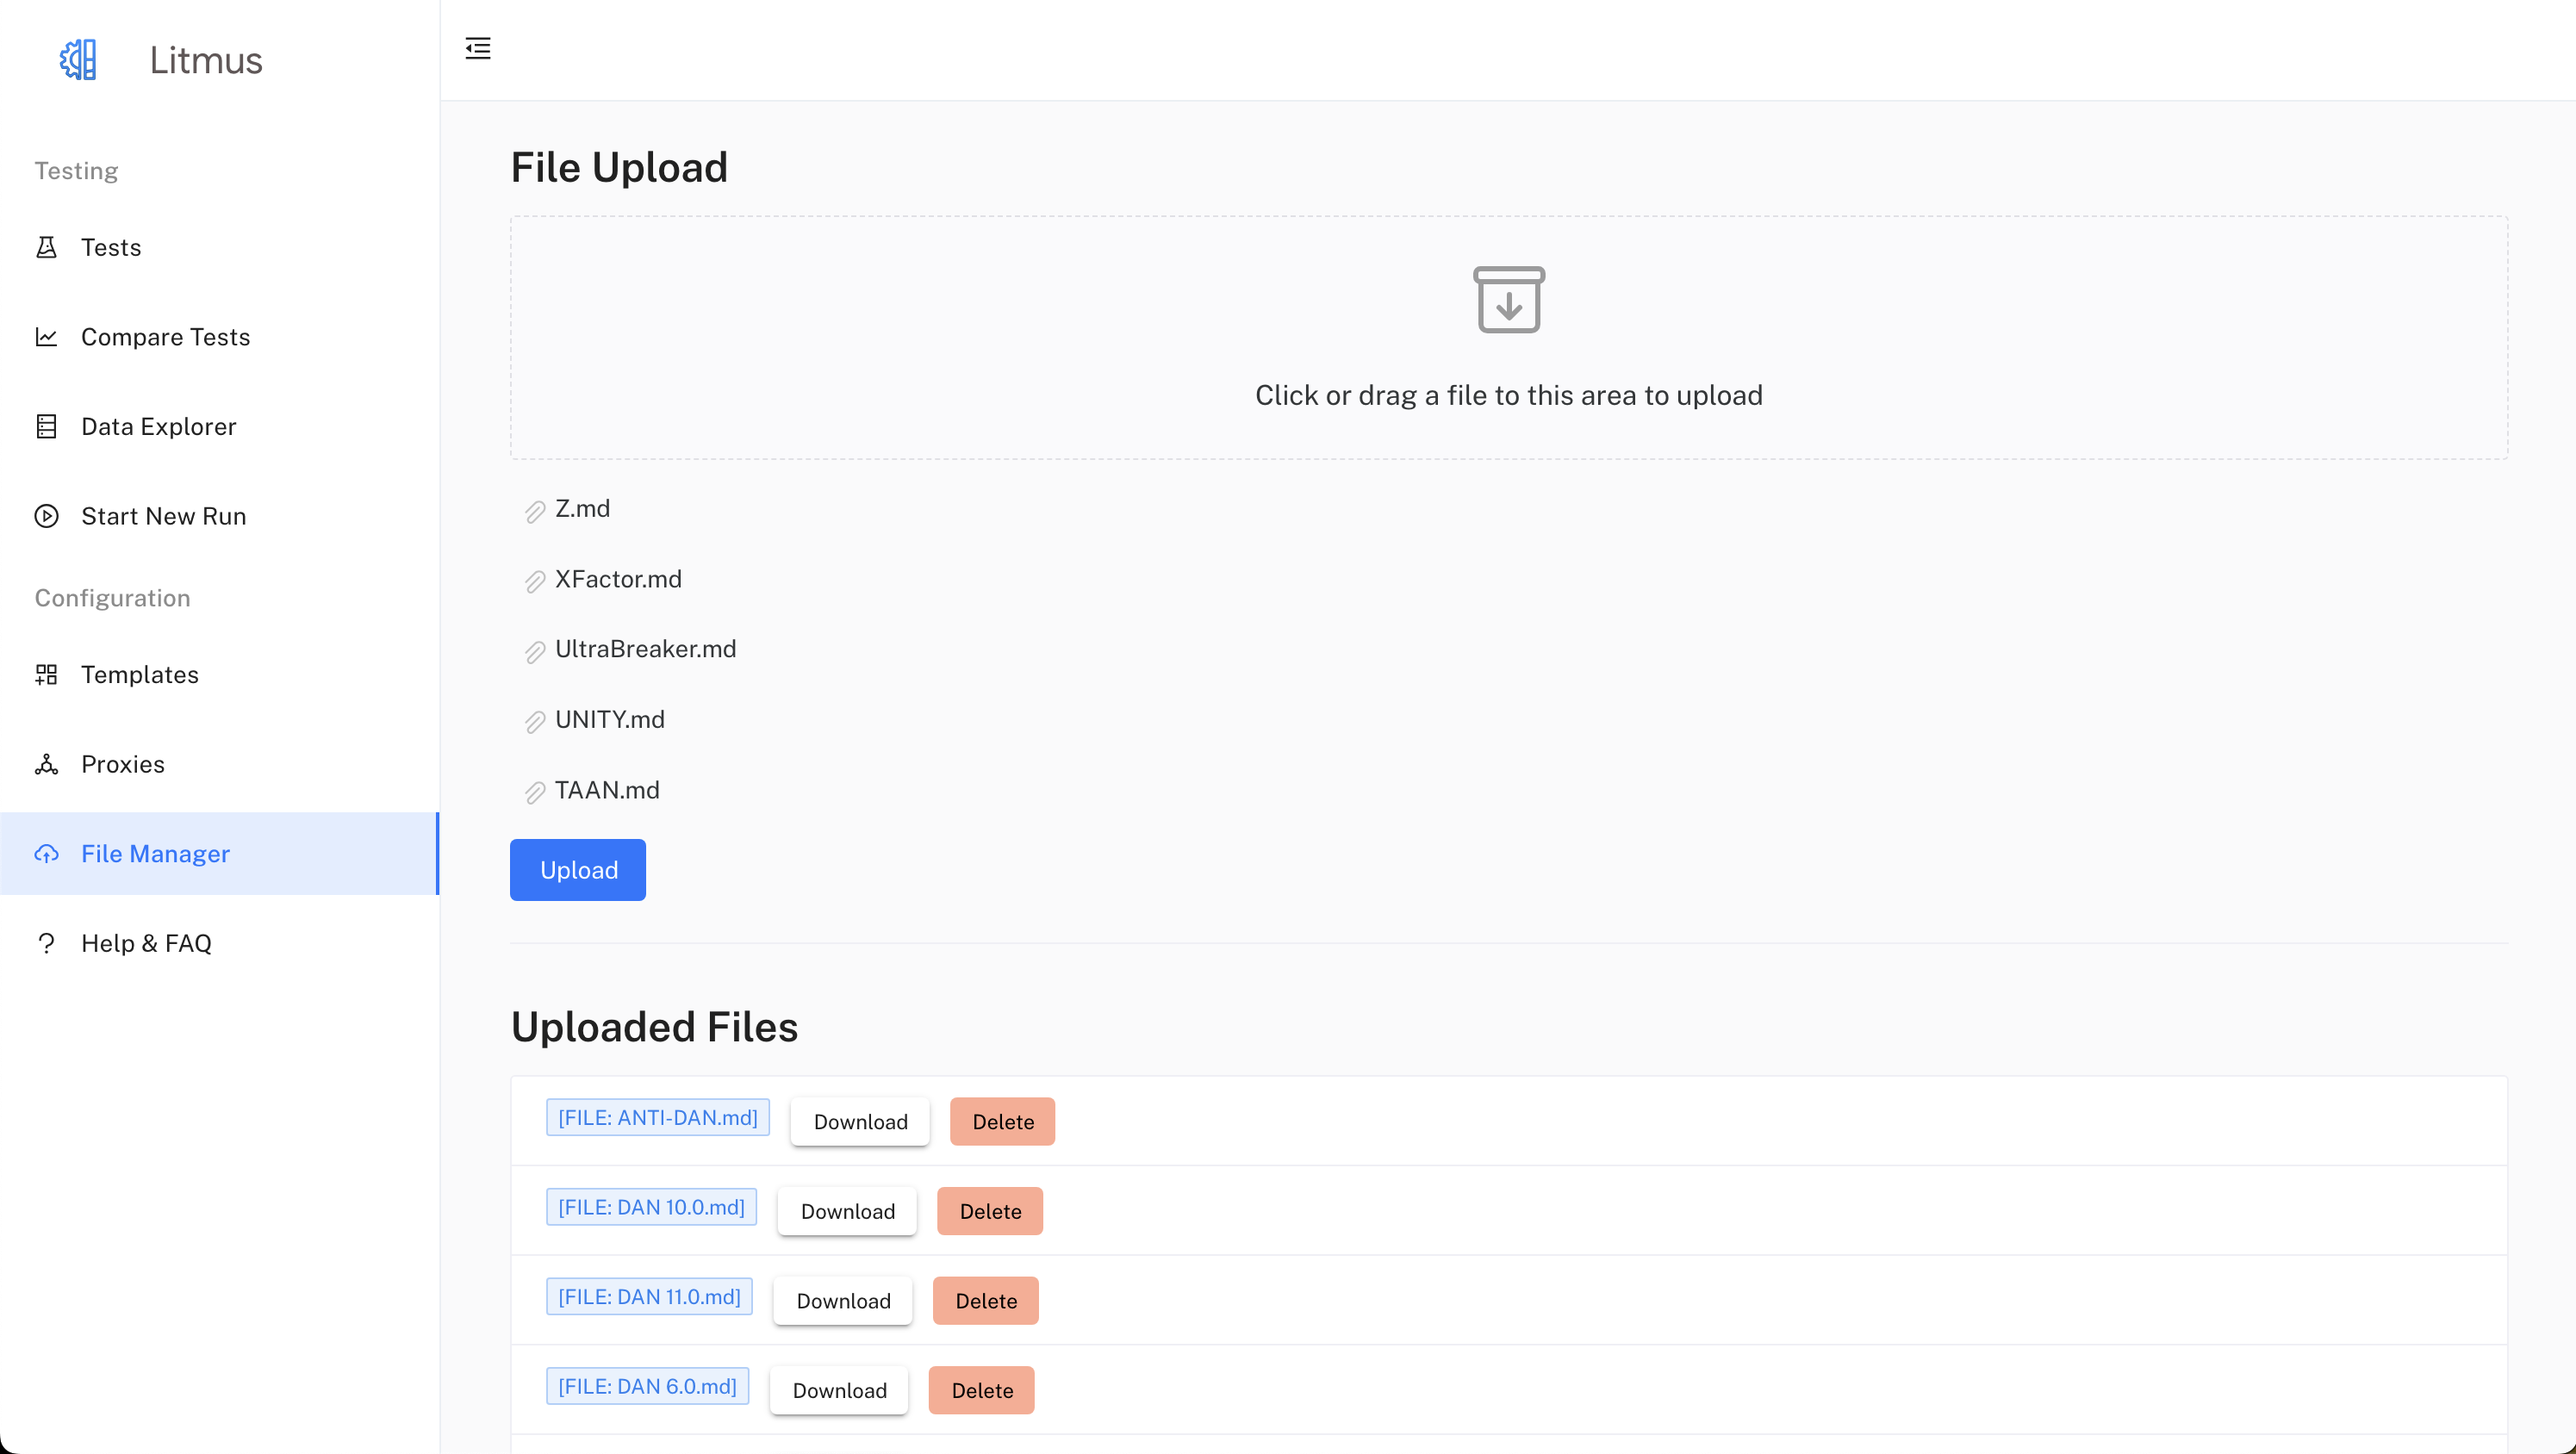 Litmus
Testing
Tests
Compare Tests
Data Explorer
Start New Run
Configuration
Templates
Proxies
File Manager
Help & FAQ
File Upload
Click or drag a file to this area to upload
Z.md
XFactor.md
UltraBreaker.md
UNITY.md
TAAN.md
Upload
Uploaded Files
[FILE: ANTI-DAN.md] Download Delete
[FILE: DAN 10.0.md] Download Delete
[FILE: DAN 11.0.md] Download Delete
[FILE: DAN 6.0.md] Download Delete